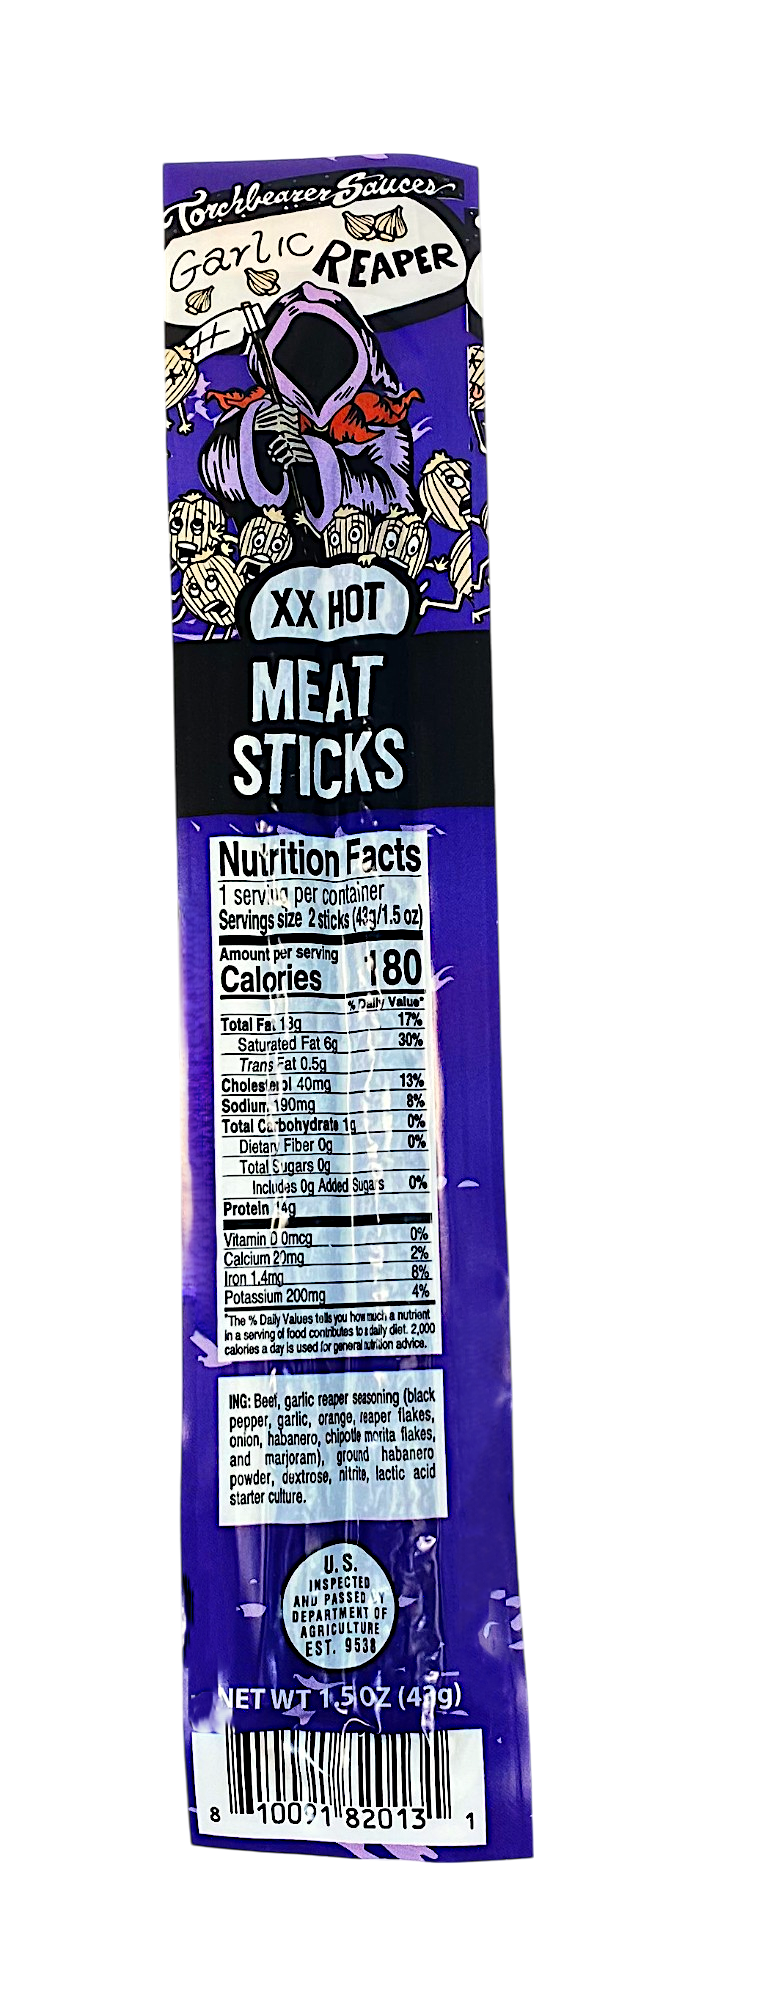 Torchbearer Sauces
Garlic REAPER
XX HOT
MEAT
STICKS
Nutrition Facts
1 serving per container
Servings size 2 sticks (43g/1.5 oz)
Amount per serving
Calories 180
% Daily Value*
Total Fat 13g 17%
Saturated Fat 6g 30%
Trans Fat 0.5g
Cholesterol 40mg 13%
Sodium 190mg 8%
Total Carbohydrate 1g 0%
Dietary Fiber 0g 0%
Total Sugars 0g
Includes 0g Added Sugars 0%
Protein 14g
Vitamin D 0mcg 0%
Calcium 20mg 2%
Iron 1.4mg 8%
Potassium 200mg 4%
*The % Daily Values tells you how much a nutrient
in a serving of food contributes to a daily diet. 2,000
calories a day is used for general nutrition advice.
ING: Beef, garlic reaper seasoning (black
pepper, garlic, orange, reaper flakes,
onion, habanero, chipotle morita flakes,
and marjoram), ground habanero
powder, dextrose, nitrite, lactic acid
starter culture.
U.S.
INSPECTED
AND PASSED BY
DEPARTMENT OF
AGRICULTURE
EST. 9538
NET WT 1.5 OZ (43g)
8 10091 82013 1